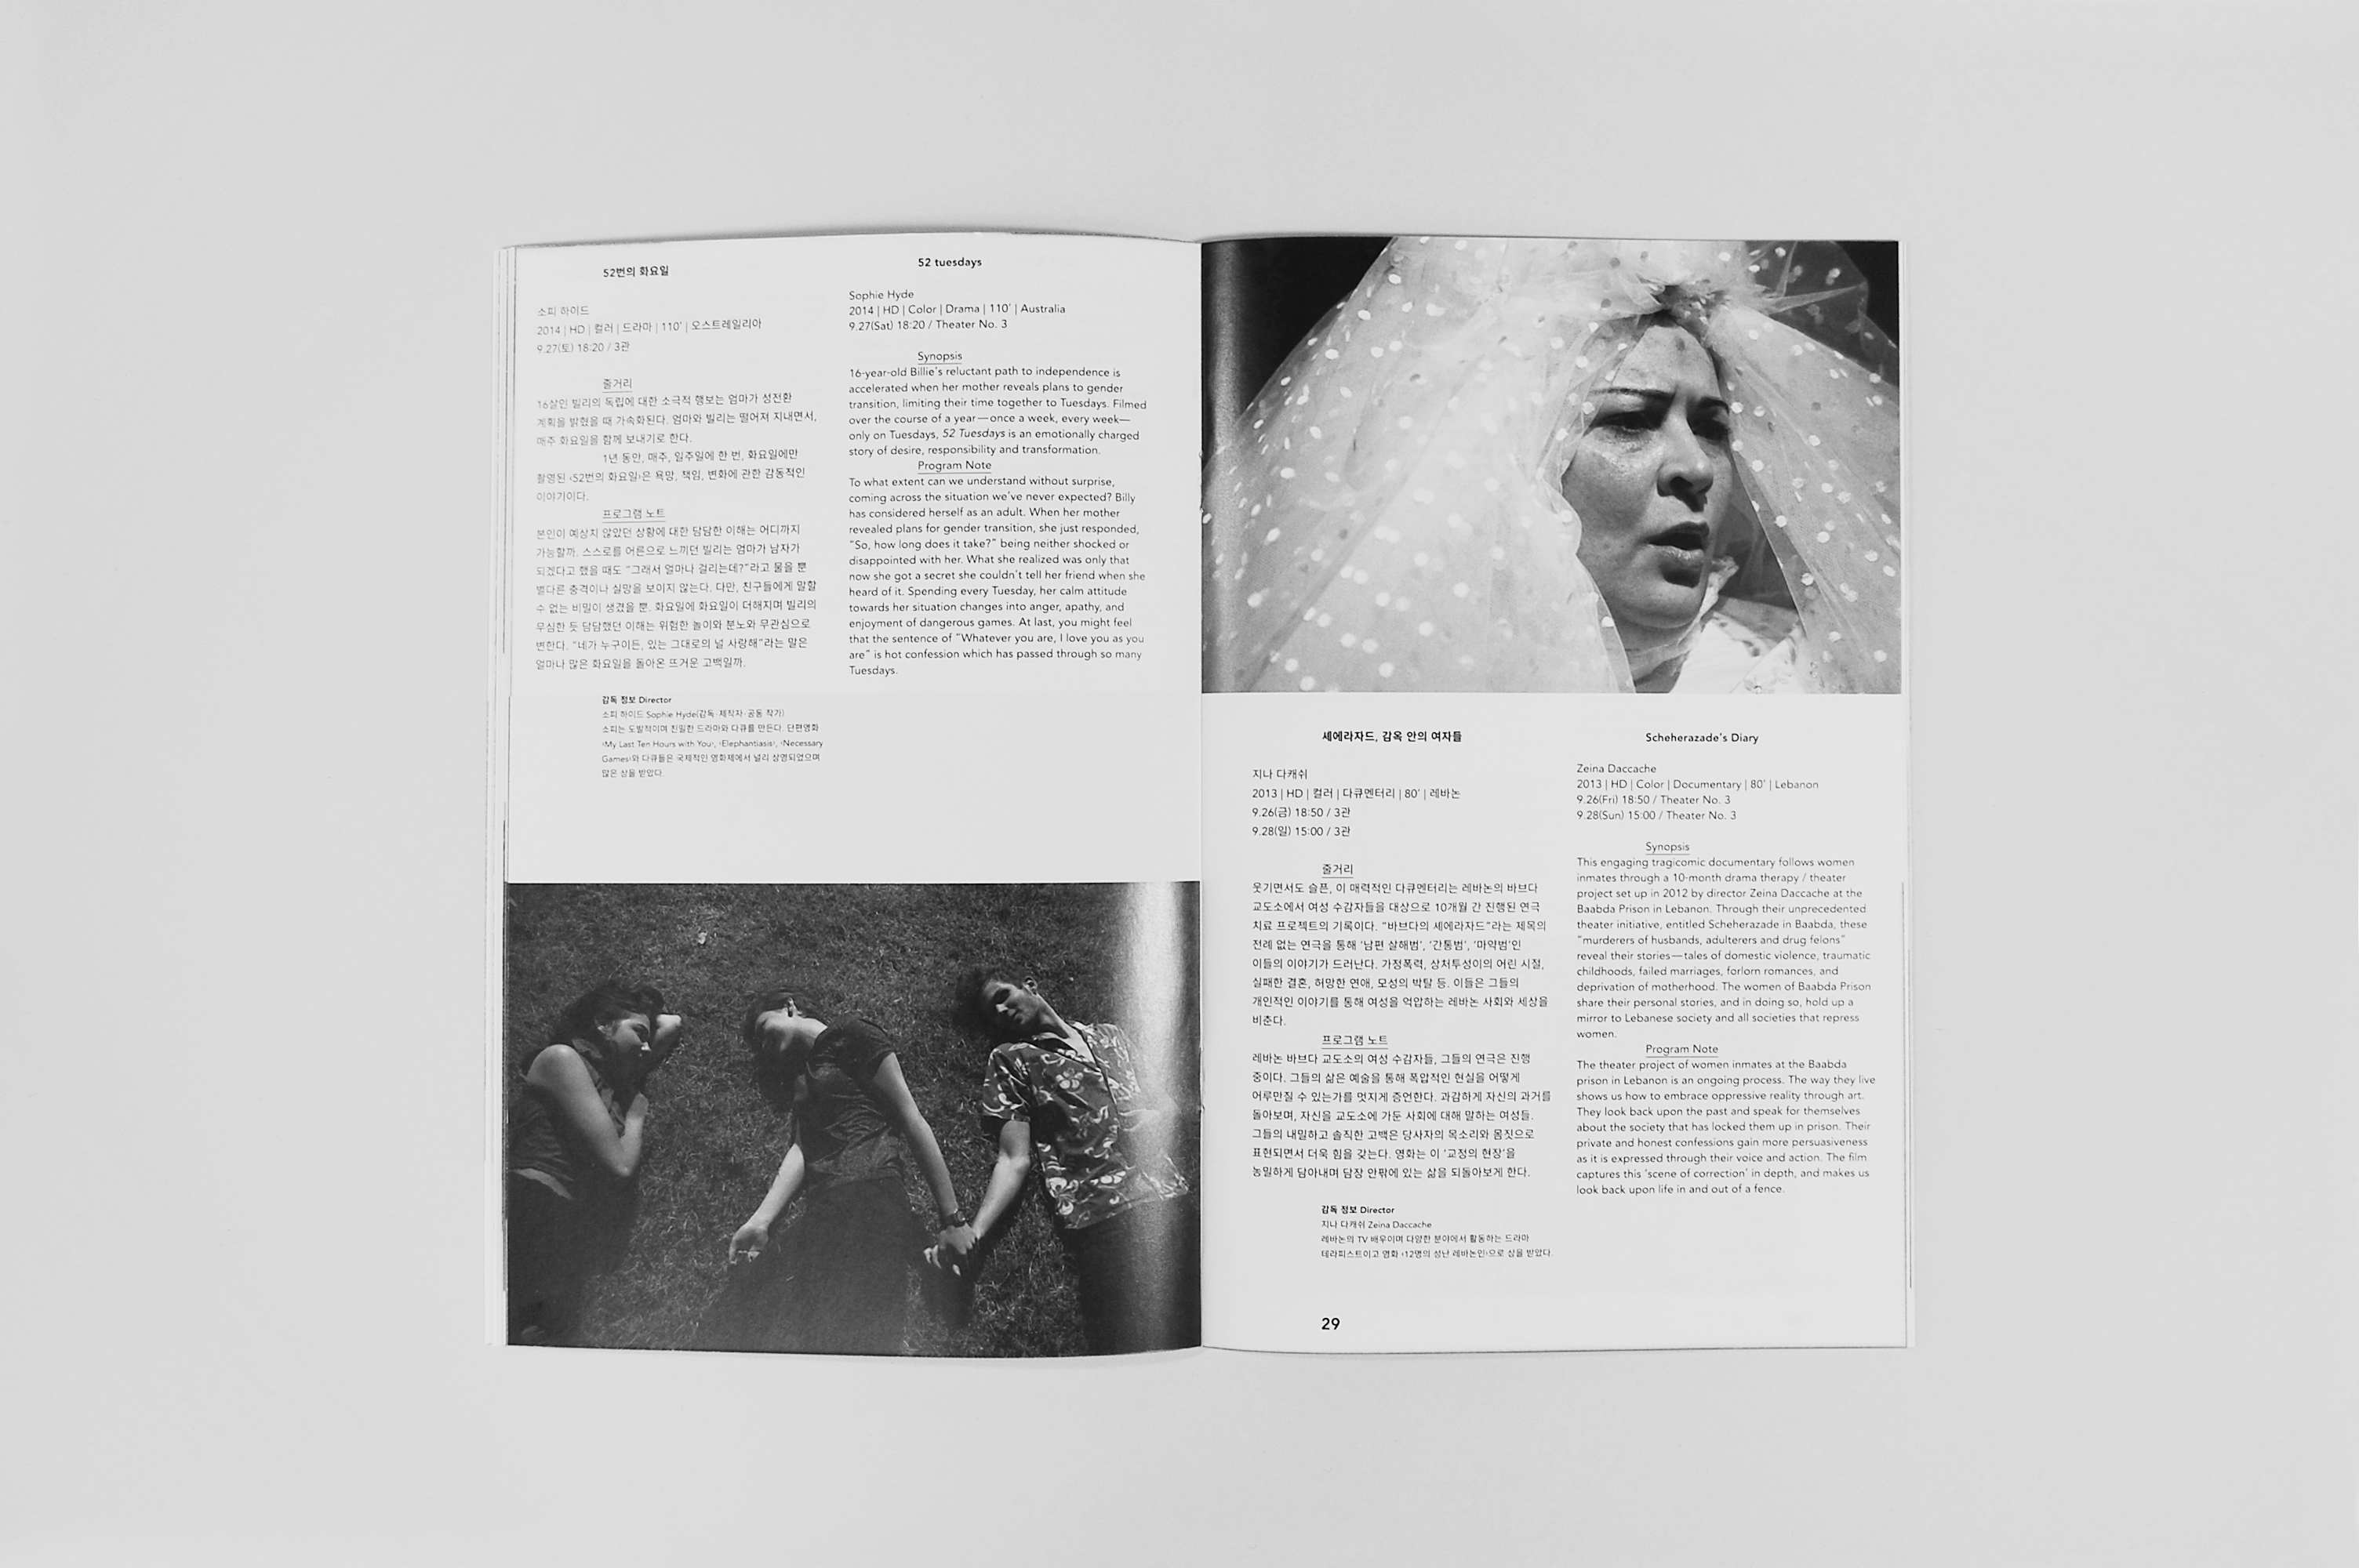 52번의 화요일
소피 하이드
2014 | HD | 컬러 | 드라마 | 110' | 오스트레일리아
9.27(토) 18:20 / 3관
줄거리
16살인 빌리의 독립에 대한 소극적 행보는 엄마가 성전환
계획을 밝혔을 때 가속화된다. 엄마와 빌리는 떨어져 지내면서,
매주 화요일을 함께 보내기로 한다.
1년 동안, 매주, 일주일에 한 번, 화요일에만
촬영된 ‹52번의 화요일›은 욕망, 책임, 변화에 관한 감동적인
이야기이다.
프로그램 노트
본인이 예상치 않았던 상황에 대한 담담한 이해는 어디까지
가능할까. 스스로를 어른으로 느끼던 빌리는 엄마가 남자가
되겠다고 했을 때도 “그래서 얼마나 걸리는데?”라고 물을 뿐
별다른 충격이나 실망을 보이지 않는다. 다만, 친구들에게 말할
수 없는 비밀이 생겼을 뿐. 화요일에 화요일이 더해지며 빌리의
무심한 듯 담담했던 이해는 위험한 놀이와 분노와 무관심으로
변한다. “네가 누구이든, 있는 그대로의 널 사랑해”라는 말은
얼마나 많은 화요일을 돌아온 뜨거운 고백일까.
감독 정보 Director
소피 하이드 Sophie Hyde(감독·제작자·공동 작가)
소피는 도발적이며 친밀한 드라마와 다큐를 만든다. 단편영화
‹My Last Ten Hours with You›, ‹Elephantiasis›, ‹Necessary
Games›와 다큐들은 국제적인 영화제에서 널리 상영되었으며
많은 상을 받았다.
52 tuesdays
Sophie Hyde
2014 | HD | Color | Drama | 110' | Australia
9.27(Sat) 18:20 / Theater No. 3
Synopsis
16-year-old Billie's reluctant path to independence is
accelerated when her mother reveals plans to gender
transition, limiting their time together to Tuesdays. Filmed
over the course of a year—once a week, every week—
only on Tuesdays, 52 Tuesdays is an emotionally charged
story of desire, responsibility and transformation.
Program Note
To what extent can we understand without surprise,
coming across the situation we've never expected? Billy
has considered herself as an adult. When her mother
revealed plans for gender transition, she just responded,
“So, how long does it take?” being neither shocked or
disappointed with her. What she realized was only that
now she got a secret she couldn't tell her friend when she
heard of it. Spending every Tuesday, her calm attitude
towards her situation changes into anger, apathy, and
enjoyment of dangerous games. At last, you might feel
that the sentence of “Whatever you are, I love you as you
are” is hot confession which has passed through so many
Tuesdays.
세에라자드, 감옥 안의 여자들
지나 다캐쉬
2013 | HD | 컬러 | 다큐멘터리 | 80' | 레바논
9.26(금) 18:50 / 3관
9.28(일) 15:00 / 3관
줄거리
웃기면서도 슬픈, 이 매력적인 다큐멘터리는 레바논의 바브다
교도소에서 여성 수감자들을 대상으로 10개월 간 진행된 연극
치료 프로젝트의 기록이다. “바브다의 세에라자드”라는 제목의
전례 없는 연극을 통해 ‘남편 살해범’, ‘간통범’, ‘마약범’인
이들의 이야기가 드러난다. 가정폭력, 상처투성이의 어린 시절,
실패한 결혼, 허망한 연애, 모성의 박탈 등. 이들은 그들의
개인적인 이야기를 통해 여성을 억압하는 레바논 사회와 세상을
비춘다.
프로그램 노트
레바논 바브다 교도소의 여성 수감자들, 그들의 연극은 진행
중이다. 그들의 삶은 예술을 통해 폭압적인 현실을 어떻게
어루만질 수 있는가를 멋지게 증언한다. 과감하게 자신의 과거를
돌아보며, 자신을 교도소에 가둔 사회에 대해 말하는 여성들.
그들의 내밀하고 솔직한 고백은 당사자의 목소리와 몸짓으로
표현되면서 더욱 힘을 갖는다. 영화는 이 ‘교정의 현장’을
농밀하게 담아내며 담장 안팎에 있는 삶을 되돌아보게 한다.
감독 정보 Director
지나 다캐쉬 Zeina Daccache
레바논의 TV 배우이며 다양한 분야에서 활동하는 드라마
테라피스트이고 영화 ‹12명의 성난 레바논인›으로 상을 받았다.
Scheherazade's Diary
Zeina Daccache
2013 | HD | Color | Documentary | 80' | Lebanon
9.26(Fri) 18:50 / Theater No. 3
9.28(Sun) 15:00 / Theater No. 3
Synopsis
This engaging tragicomic documentary follows women
inmates through a 10-month drama therapy / theater
project set up in 2012 by director Zeina Daccache at the
Baabda Prison in Lebanon. Through their unprecedented
theater initiative, entitled Scheherazade in Baabda, these
“murderers of husbands, adulterers and drug felons”
reveal their stories—tales of domestic violence, traumatic
childhoods, failed marriages, forlorn romances, and
deprivation of motherhood. The women of Baabda Prison
share their personal stories, and in doing so, hold up a
mirror to Lebanese society and all societies that repress
women.
Program Note
The theater project of women inmates at the Baabda
prison in Lebanon is an ongoing process. The way they live
shows us how to embrace oppressive reality through art.
They look back upon the past and speak for themselves
about the society that has locked them up in prison. Their
private and honest confessions gain more persuasiveness
as it is expressed through their voice and action. The film
captures this ‘scene of correction’ in depth, and makes us
look back upon life in and out of a fence.
29